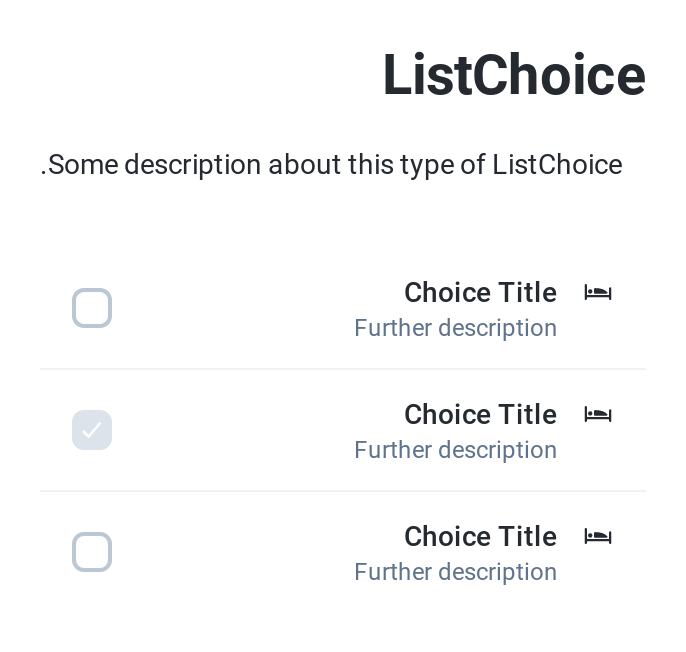 ListChoice
.Some description about this type of ListChoice
Choice Title
Further description
Choice Title
Further description
Choice Title
Further description